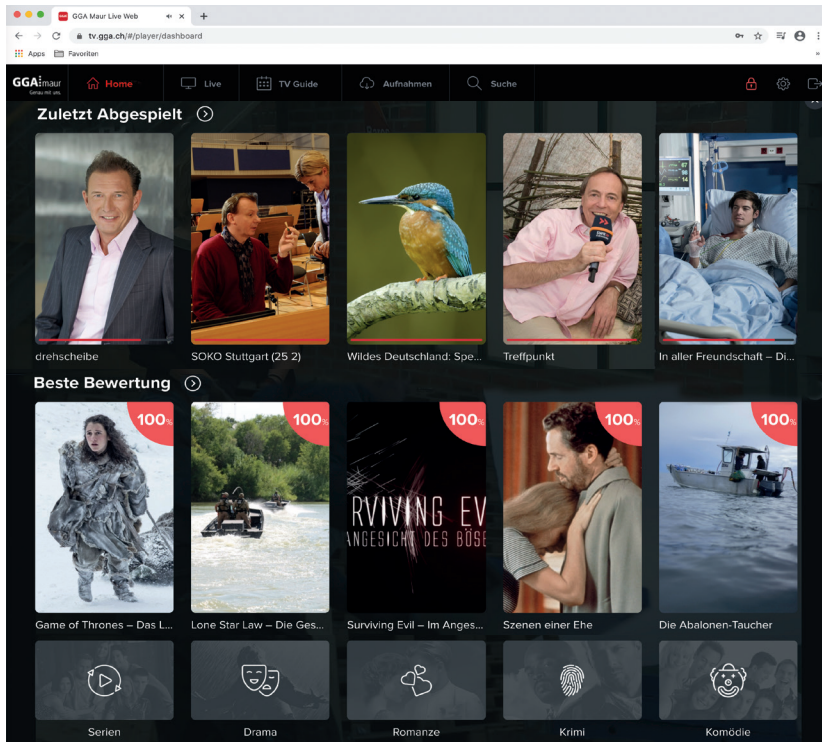 GGA Maur Live Web
tv.gga.ch/#/player/dashboard
Apps Favoriten
GGA maur
Genau mit uns.
Home Live TV Guide Aufnahmen Suche
Zuletzt Abgespielt
drehscheibe SOKO Stuttgart (25 2) Wildes Deutschland: Spe... Treffpunkt In aller Freundschaft – Di...
Beste Bewertung
100% 100% 100% 100% 100%
RVIVING EV
ANGESICHT DES BÖSE
Game of Thrones – Das L... Lone Star Law – Die Ges... Surviving Evil – Im Anges... Szenen einer Ehe Die Abalonen-Taucher
Serien Drama Romanze Krimi Komödie